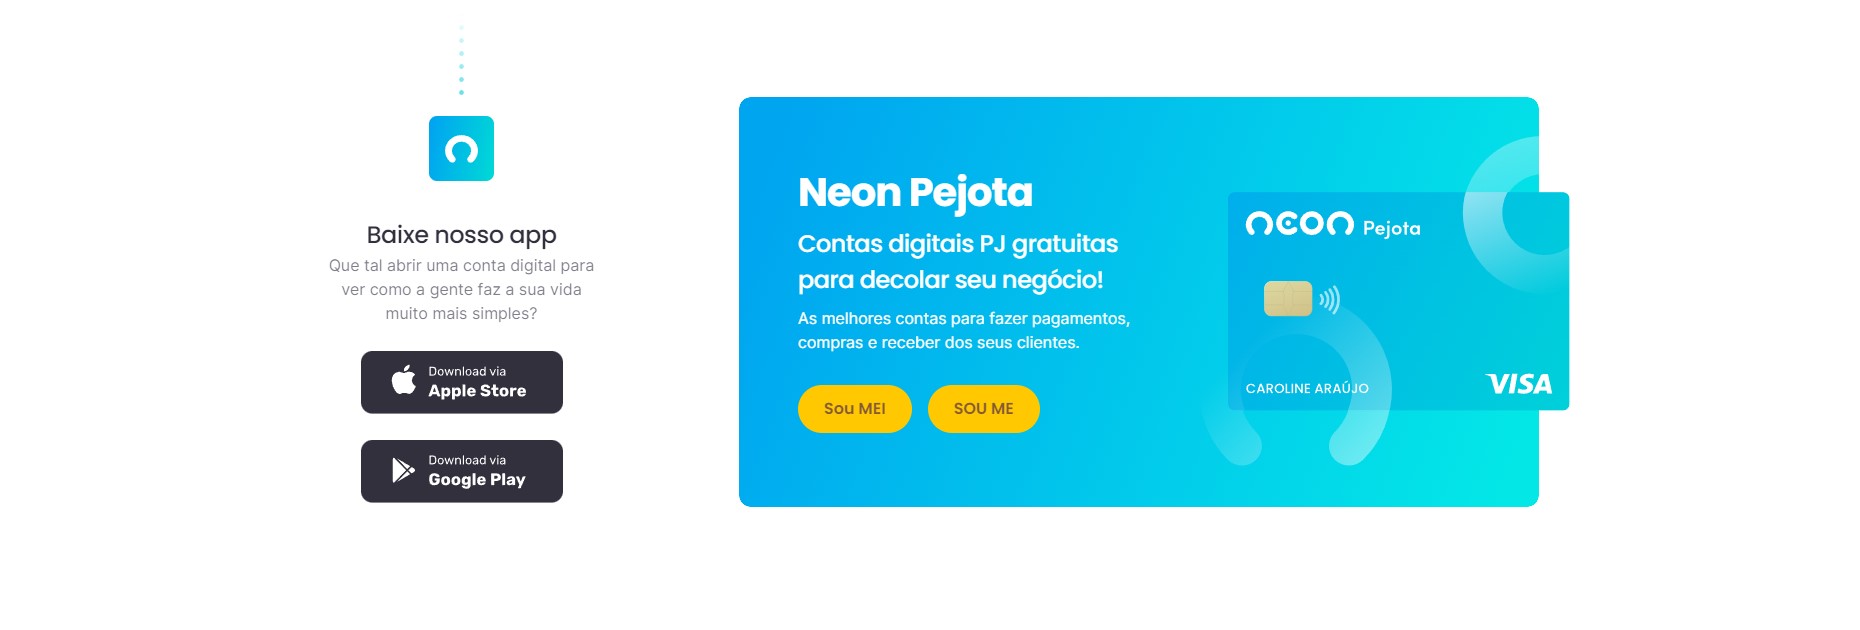 Baixe nosso app
Que tal abrir uma conta digital para
ver como a gente faz a sua vida
muito mais simples?
Download via
Apple Store
Download via
Google Play
Neon Pejota
Contas digitais PJ gratuitas
para decolar seu negócio!
As melhores contas para fazer pagamentos,
compras e receber dos seus clientes.
Sou MEI
SOU ME
neon Pejota
CAROLINE ARAÚJO
VISA